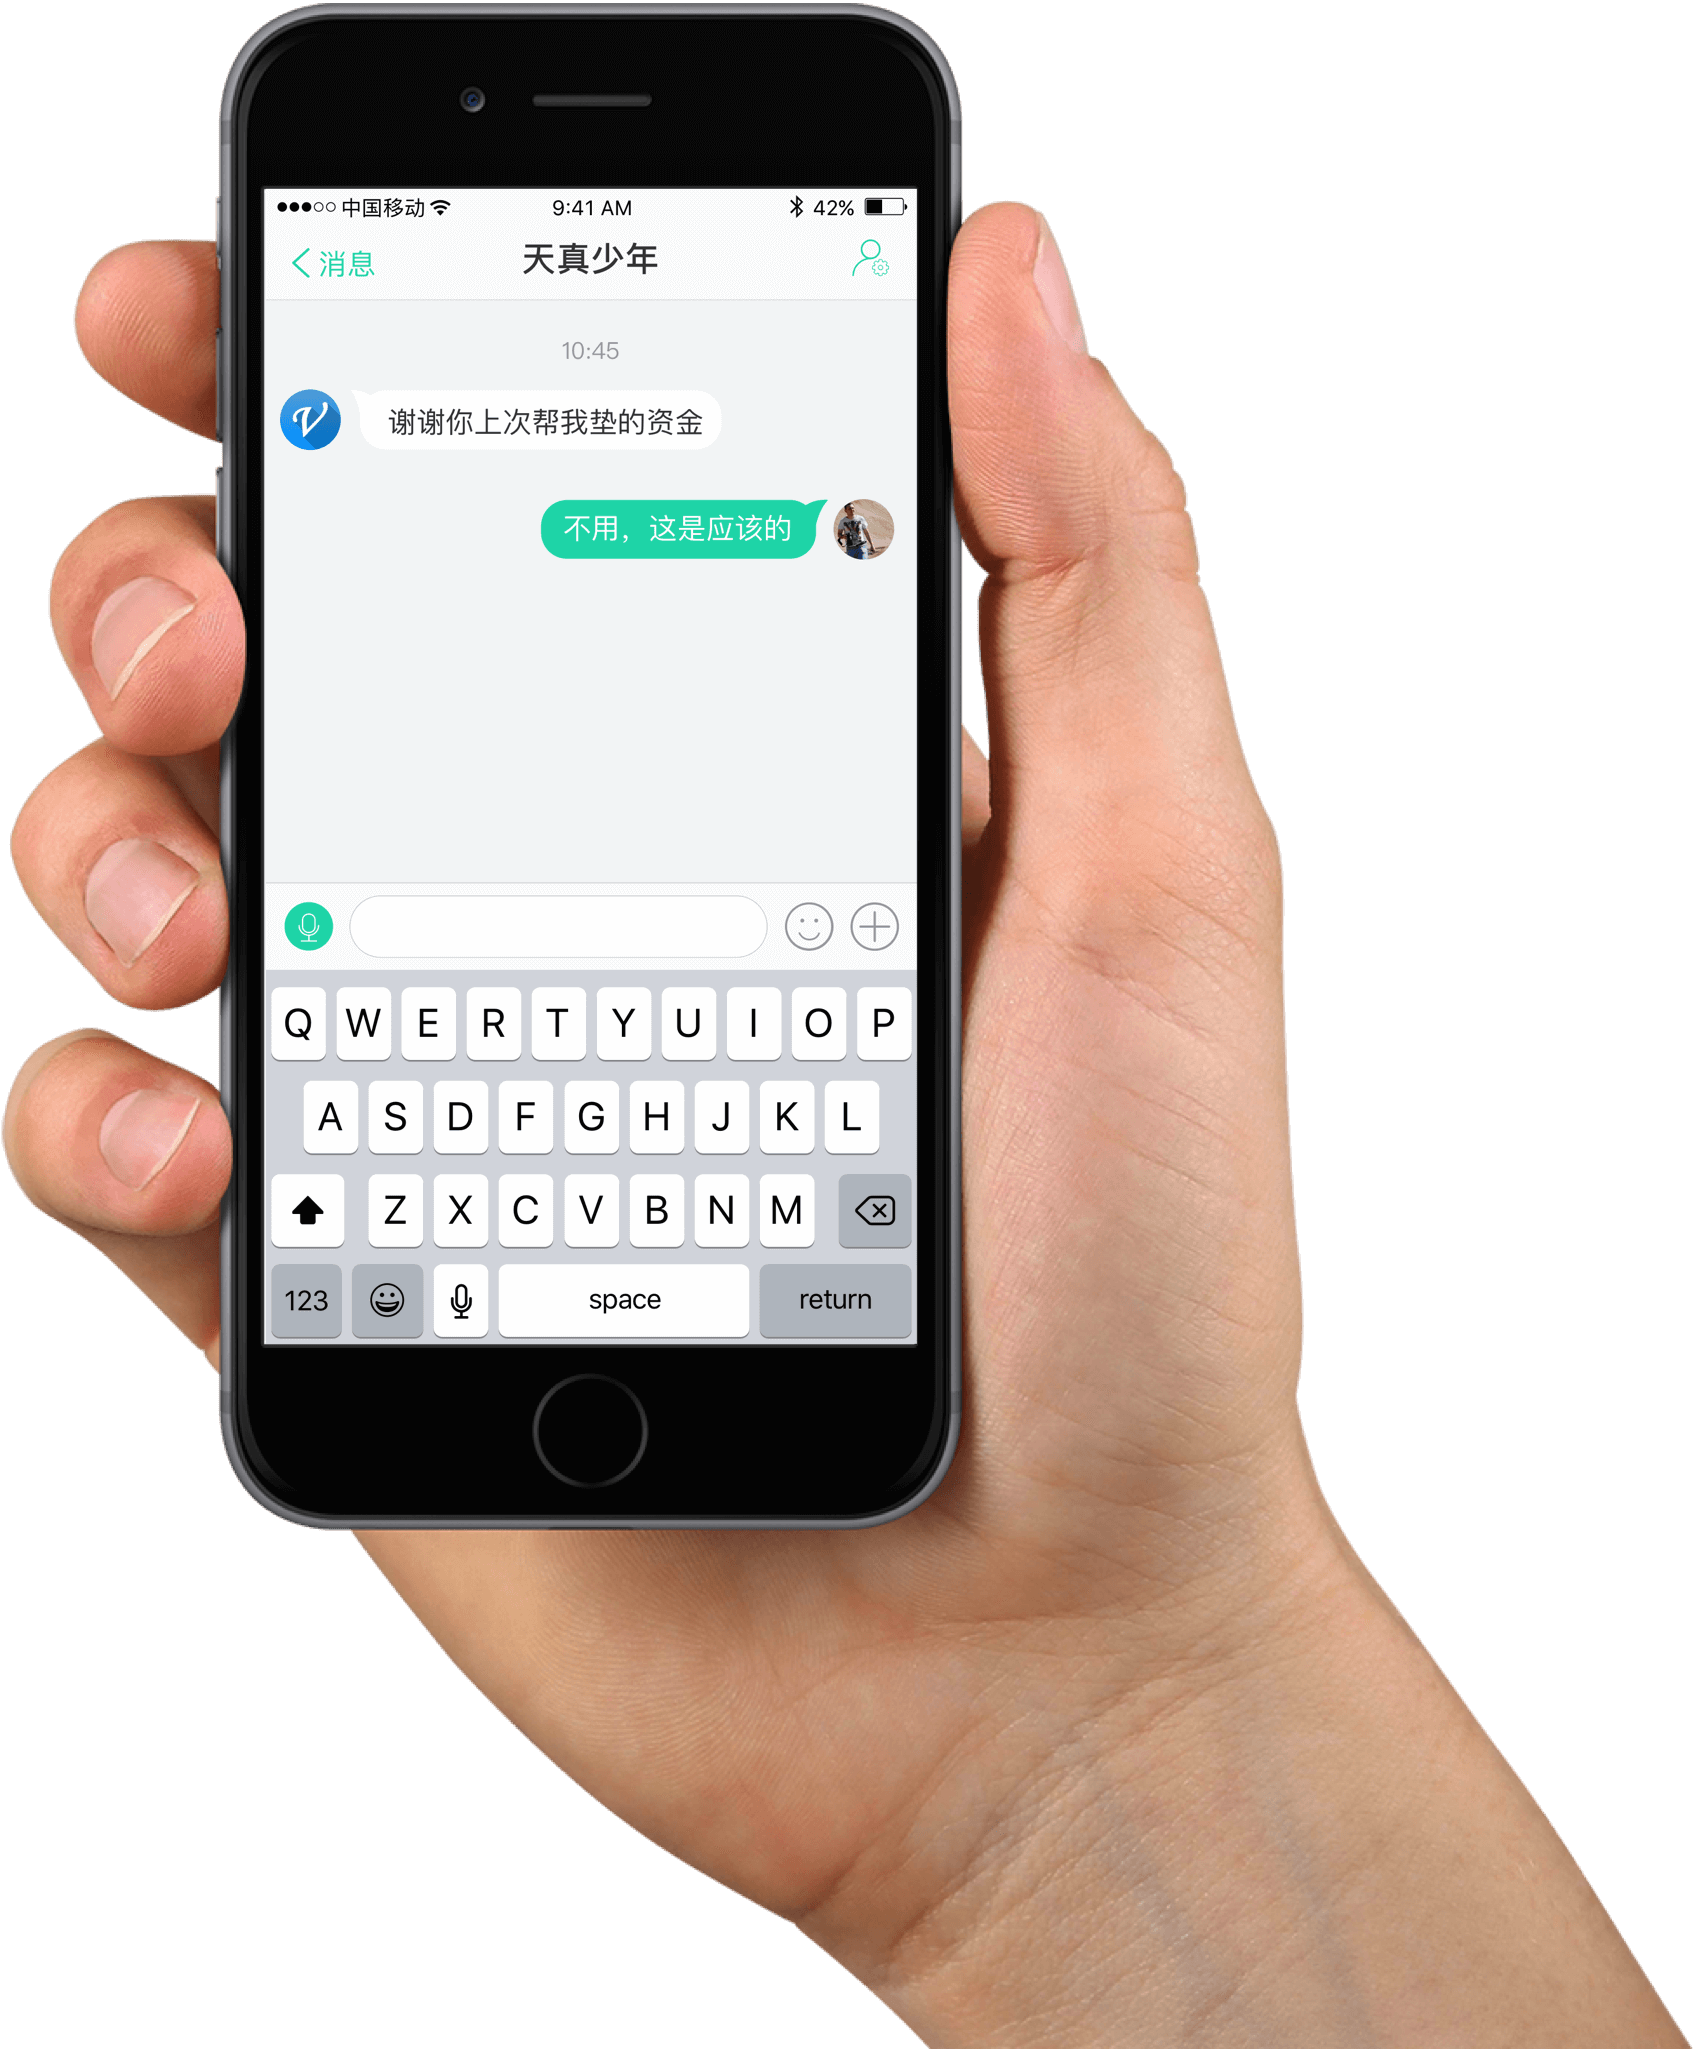 中国移动 9:41 AM 42%
消息 天真少年
10:45
V 谢谢你上次帮我垫的资金
不用，这是应该的
Q W E R T Y U I O P
A S D F G H J K L
Z X C V B N M
123 space return